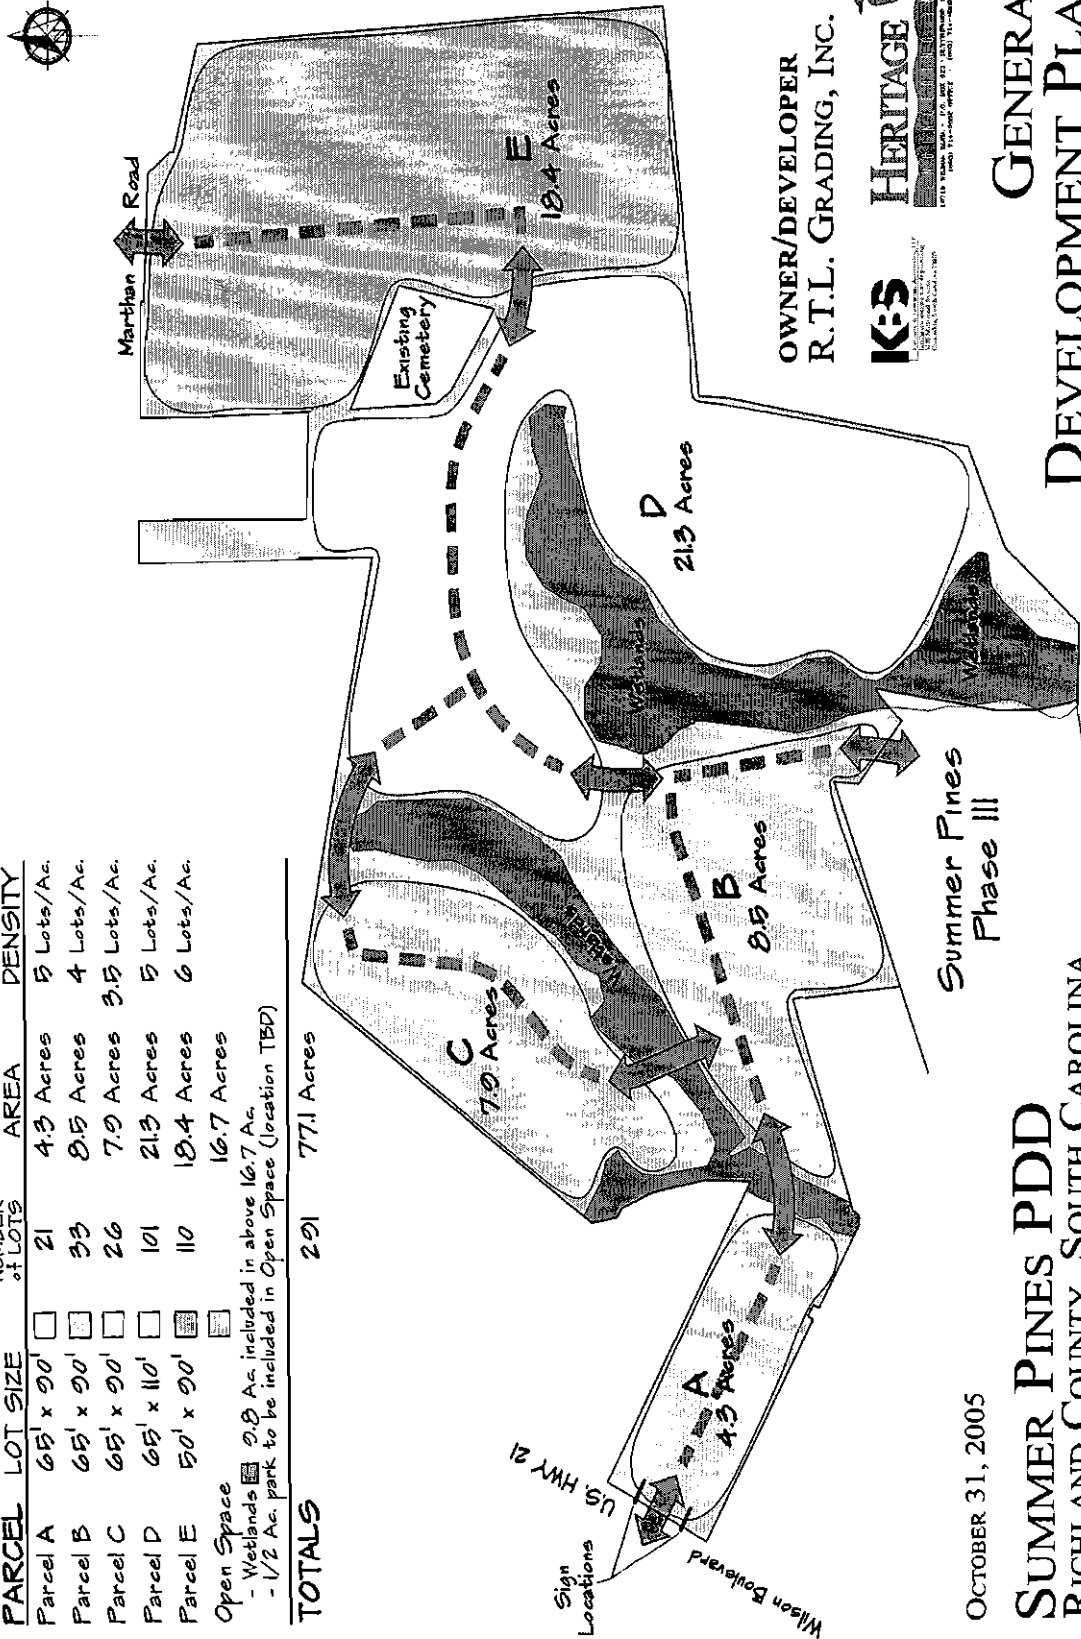 PARCEL LOT SIZE NUMBER of LOTS AREA DENSITY
Parcel A 65' x 90' 21 4.3 Acres 5 Lots/Ac.
Parcel B 65' x 90' 33 8.5 Acres 4 Lots/Ac.
Parcel C 65' x 90' 26 7.9 Acres 3.5 Lots/Ac.
Parcel D 65' x 110' 101 21.3 Acres 5 Lots/Ac.
Parcel E 50' x 90' 110 18.4 Acres 6 Lots/Ac.
Open Space 16.7 Acres
- Wetlands 9.8 Ac. included in above 16.7 Ac.
- 1/2 Ac. park to be included in Open Space (location TBD)
TOTALS 291 77.1 Acres
Marthan Road
E
18.4 Acres
Existing
Cemetery
D
21.3 Acres
Wetlands
Wetlands
Wetlands
C
7.9 Acres
B
8.5 Acres
A
4.3 Acres
U.S. HWY 21
Sign
Locations
Wilson Boulevard
Summer Pines
Phase III
OWNER/DEVELOPER
R.T.L. GRADING, INC.
KBS
HERITAGE
GENERA
DEVELOPMENT PLA
OCTOBER 31, 2005
SUMMER PINES PDD
RICHLAND COUNTY, SOUTH CAROLINA